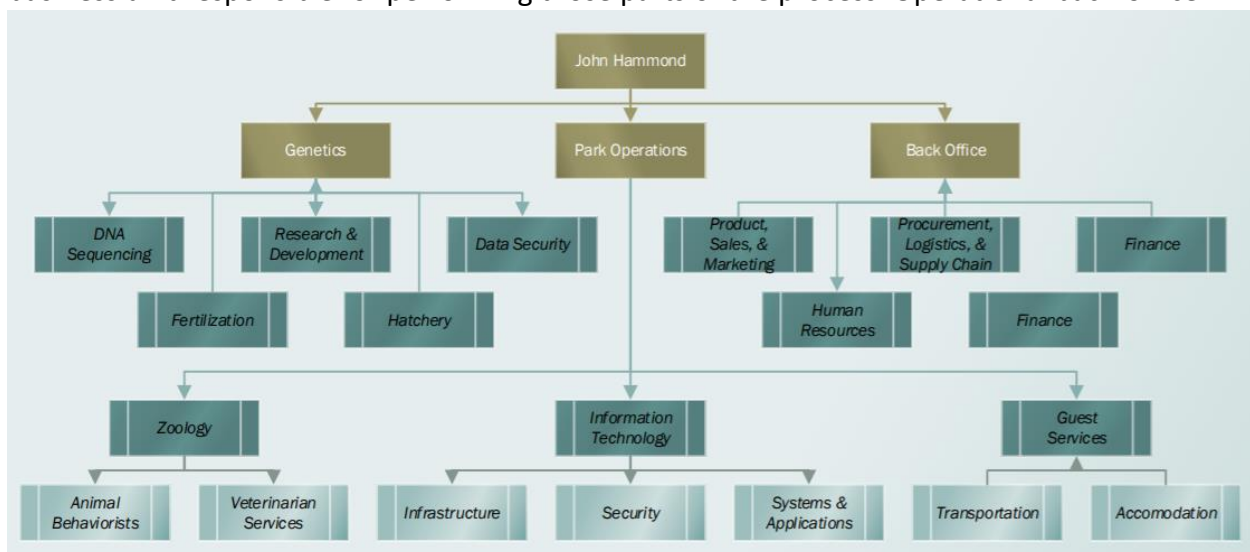 John Hammond
Genetics
Park Operations
Back Office
DNA
Sequencing
Research &
Development
Data Security
Product,
Sales, &
Marketing
Procurement,
Logistics, &
Supply Chain
Finance
Fertilization
Hatchery
Human
Resources
Finance
Zoology
Information
Technology
Guest
Services
Animal
Behaviorists
Veterinarian
Services
Infrastructure
Security
Systems &
Applications
Transportation
Accomodation